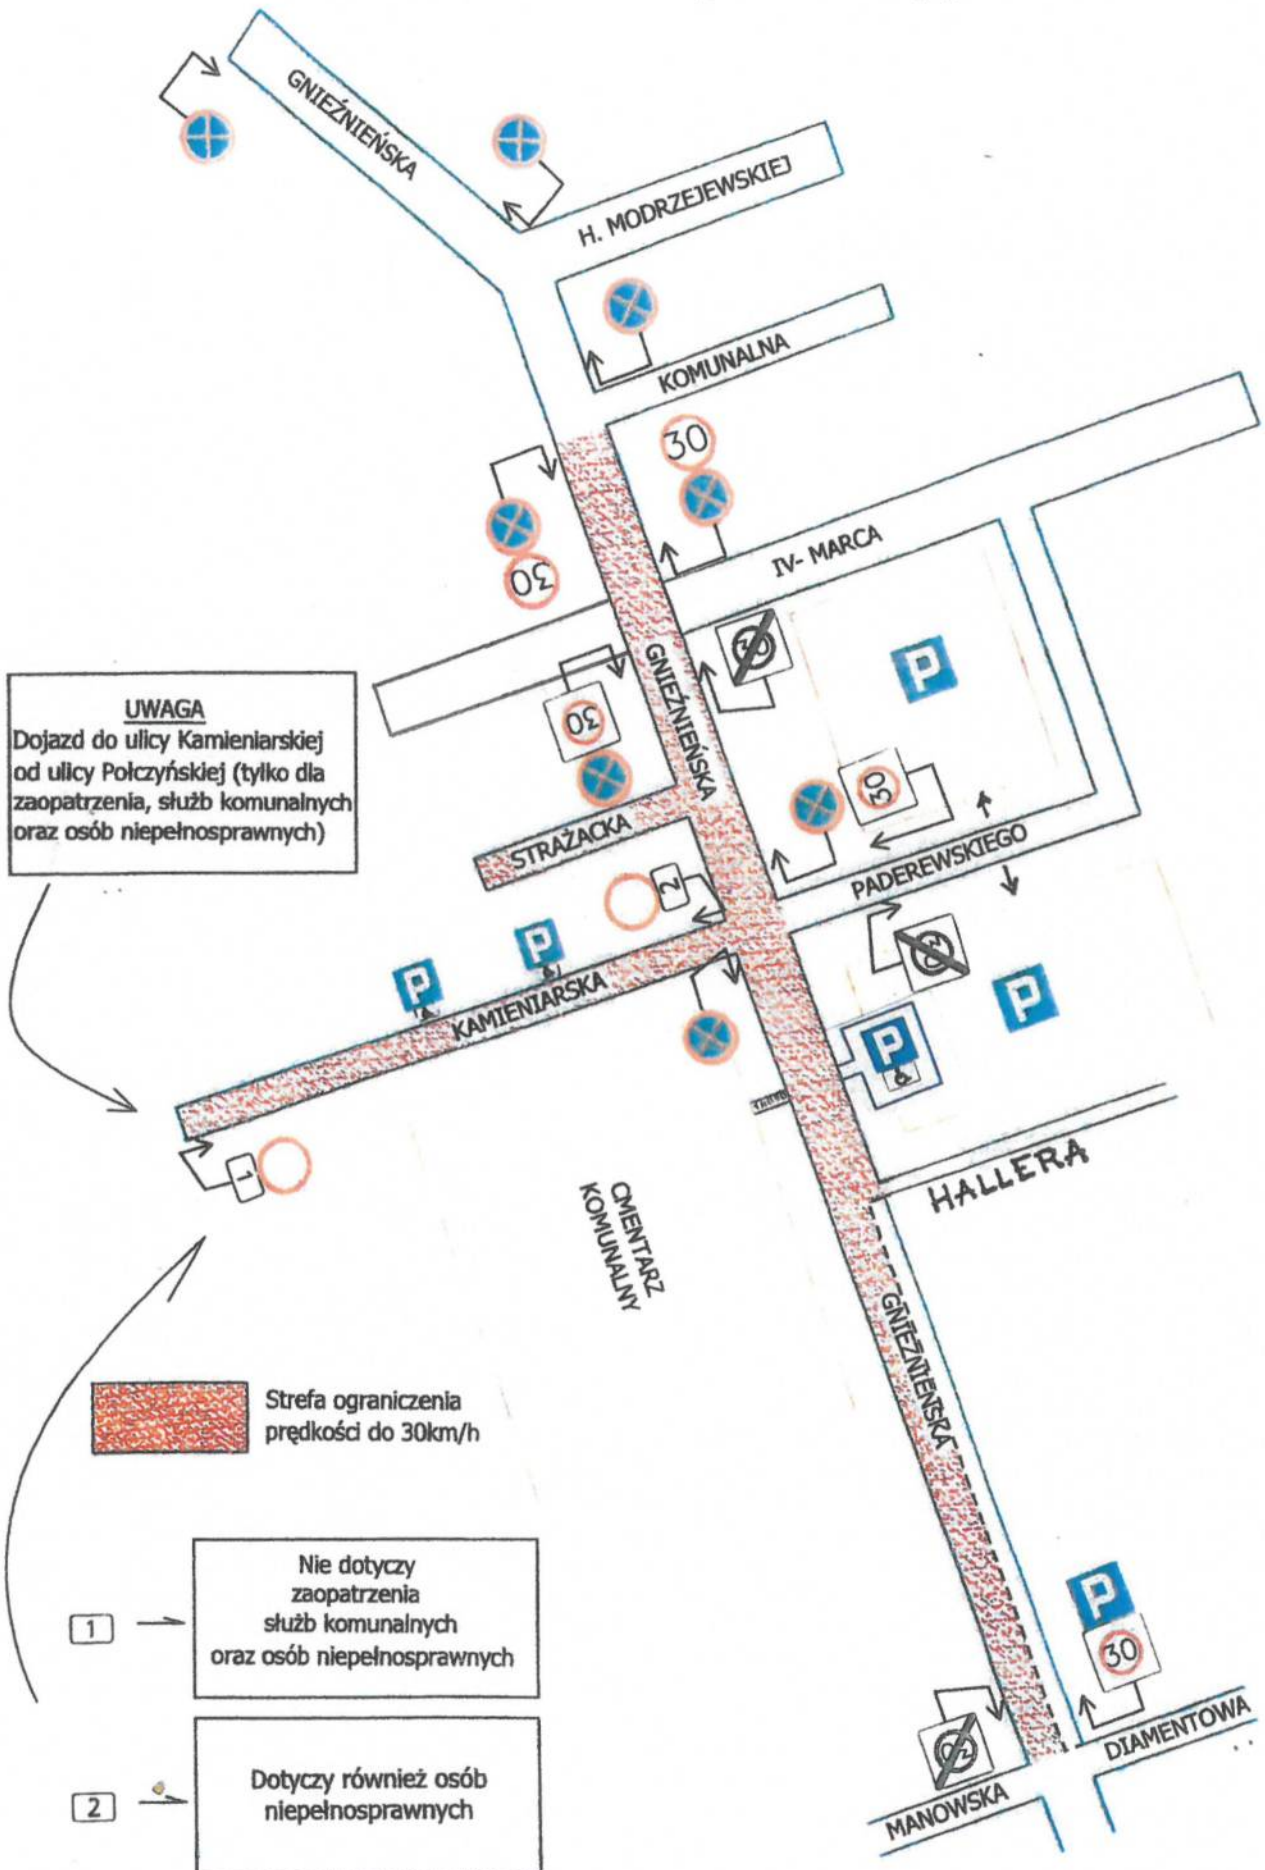 GNIEŹNIEŃSKA
H. MODRZEJEWSKIEJ
KOMUNALNA
30
30
IV- MARCA
30
GNIEŹNIEŃSKA
P
30
UWAGA
Dojazd do ulicy Kamieniarskiej
od ulicy Połczyńskiej (tylko dla
zaopatrzenia, służb komunalnych
oraz osób niepełnosprawnych)
30
STRAŻACKA
2
PADEREWSKIEGO
P
P
KAMIENIARSKA
30
P
P
HALLERA
1
CMENTARZ
KOMUNALNY
GNIEŹNIEŃSKA
Strefa ograniczenia
prędkości do 30km/h
1
Nie dotyczy
zaopatrzenia
służb komunalnych
oraz osób niepełnosprawnych
P
30
30
DIAMENTOWA
MANOWSKA
2
Dotyczy również osób
niepełnosprawnych